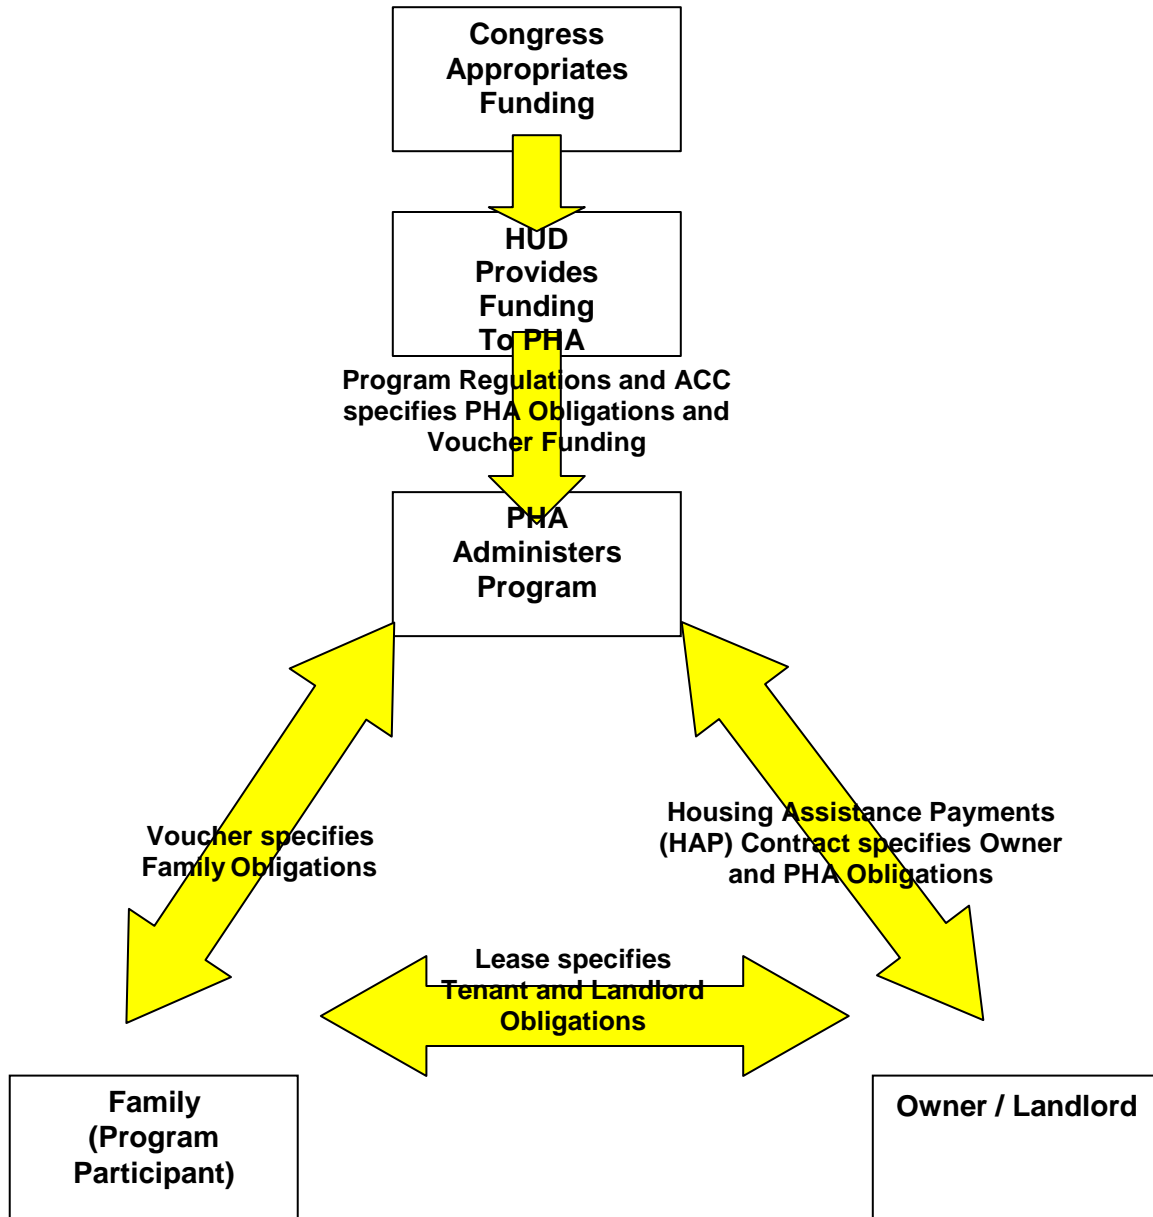 Congress
Appropriates
Funding
HUD
Provides
Funding
To PHA
Program Regulations and ACC
specifies PHA Obligations and
Voucher Funding
PHA
Administers
Program
Voucher specifies
Family Obligations
Housing Assistance Payments
(HAP) Contract specifies Owner
and PHA Obligations
Lease specifies
Tenant and Landlord
Obligations
Family
(Program
Participant)
Owner / Landlord